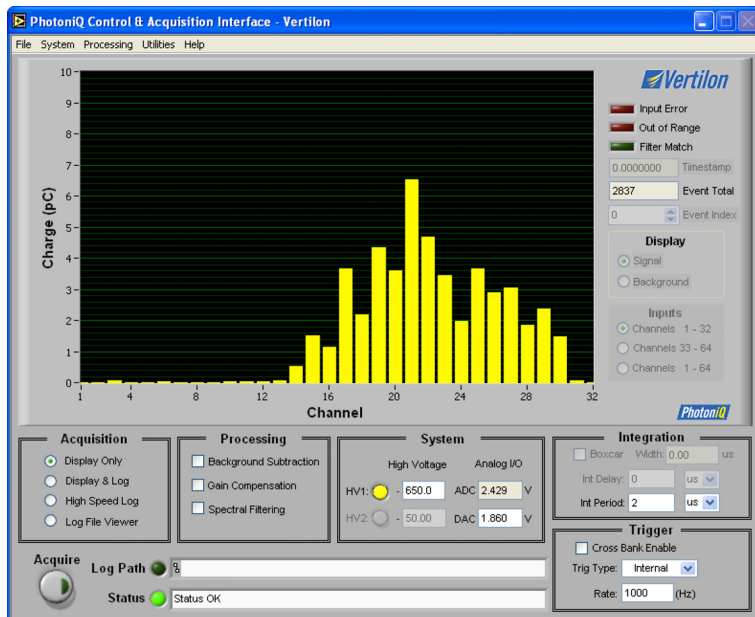 PhotoniQ Control & Acquisition Interface - Vertilon
File System Processing Utilities Help
Vertilon
Input Error
Out of Range
Filter Match
0.0000000 Timestamp
2837 Event Total
0 Event Index
Display
Signal
Background
Inputs
Channels 1 - 32
Channels 33 - 64
Channels 1 - 64
PhotoniQ
Charge (pC)
10
9
8
7
6
5
4
3
2
1
0
1 4 8 12 16 20 24 28 32
Channel
Acquisition
Display Only
Display & Log
High Speed Log
Log File Viewer
Processing
Background Subtraction
Gain Compensation
Spectral Filtering
System
High Voltage Analog I/O
HV1: - 650.0 ADC 2.429 V
HV2: - 50.00 DAC 1.860 V
Integration
Boxcar Width: 0.00 us
Int Delay: 0 us
Int Period: 2 us
Trigger
Cross Bank Enable
Trig Type: Internal
Rate: 1000 (Hz)
Acquire
Log Path
Status Status OK